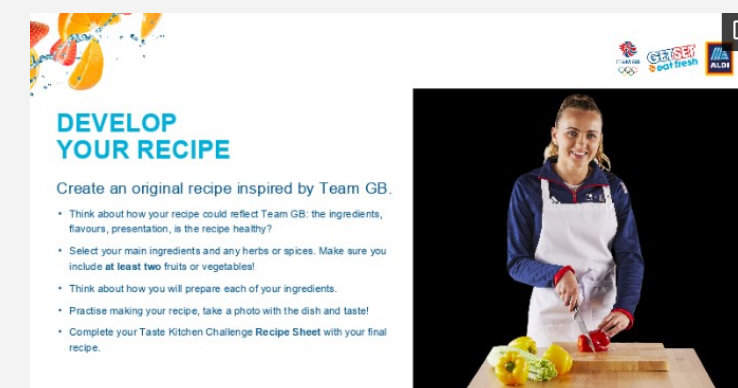 TEAM GB
GETSET
to eat fresh
ALDI
DEVELOP
YOUR RECIPE
Create an original recipe inspired by Team GB.
• Think about how your recipe could reflect Team GB: the ingredients,
flavours, presentation, is the recipe healthy?
• Select your main ingredients and any herbs or spices. Make sure you
include at least two fruits or vegetables!
• Think about how you will prepare each of your ingredients.
• Practise making your recipe, take a photo with the dish and taste!
• Complete your Taste Kitchen Challenge Recipe Sheet with your final
recipe.